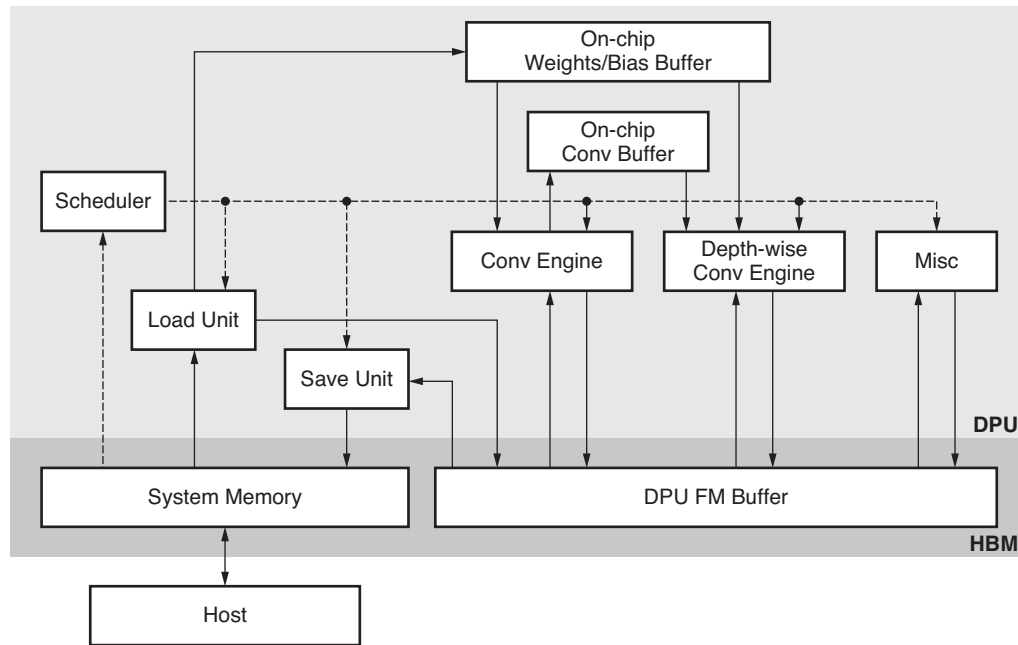 On-chip
Weights/Bias Buffer
On-chip
Conv Buffer
Scheduler
Conv Engine
Depth-wise
Conv Engine
Misc
Load Unit
Save Unit
DPU
System Memory
DPU FM Buffer
HBM
Host